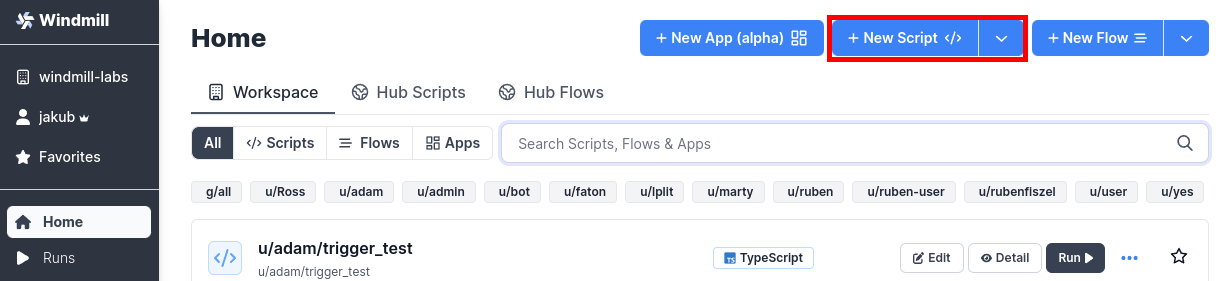 Windmill
windmill-labs
jakub
Favorites
Home
Runs
Home
+ New App (alpha)
+ New Script </>
+ New Flow
Workspace
Hub Scripts
Hub Flows
All
</> Scripts
Flows
Apps
Search Scripts, Flows & Apps
g/all u/Ross u/adam u/admin u/bot u/faton u/lplit u/marty u/ruben u/ruben-user u/rubenfiszel u/user u/yes
</> u/adam/trigger_test
u/adam/trigger_test
TS TypeScript
Edit
Detail
Run